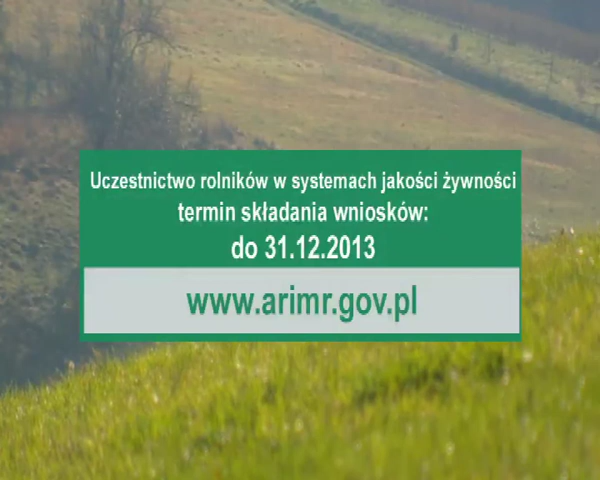 Uczestnictwo rolników w systemach jakości żywności
termin składania wniosków:
do 31.12.2013
www.arimr.gov.pl